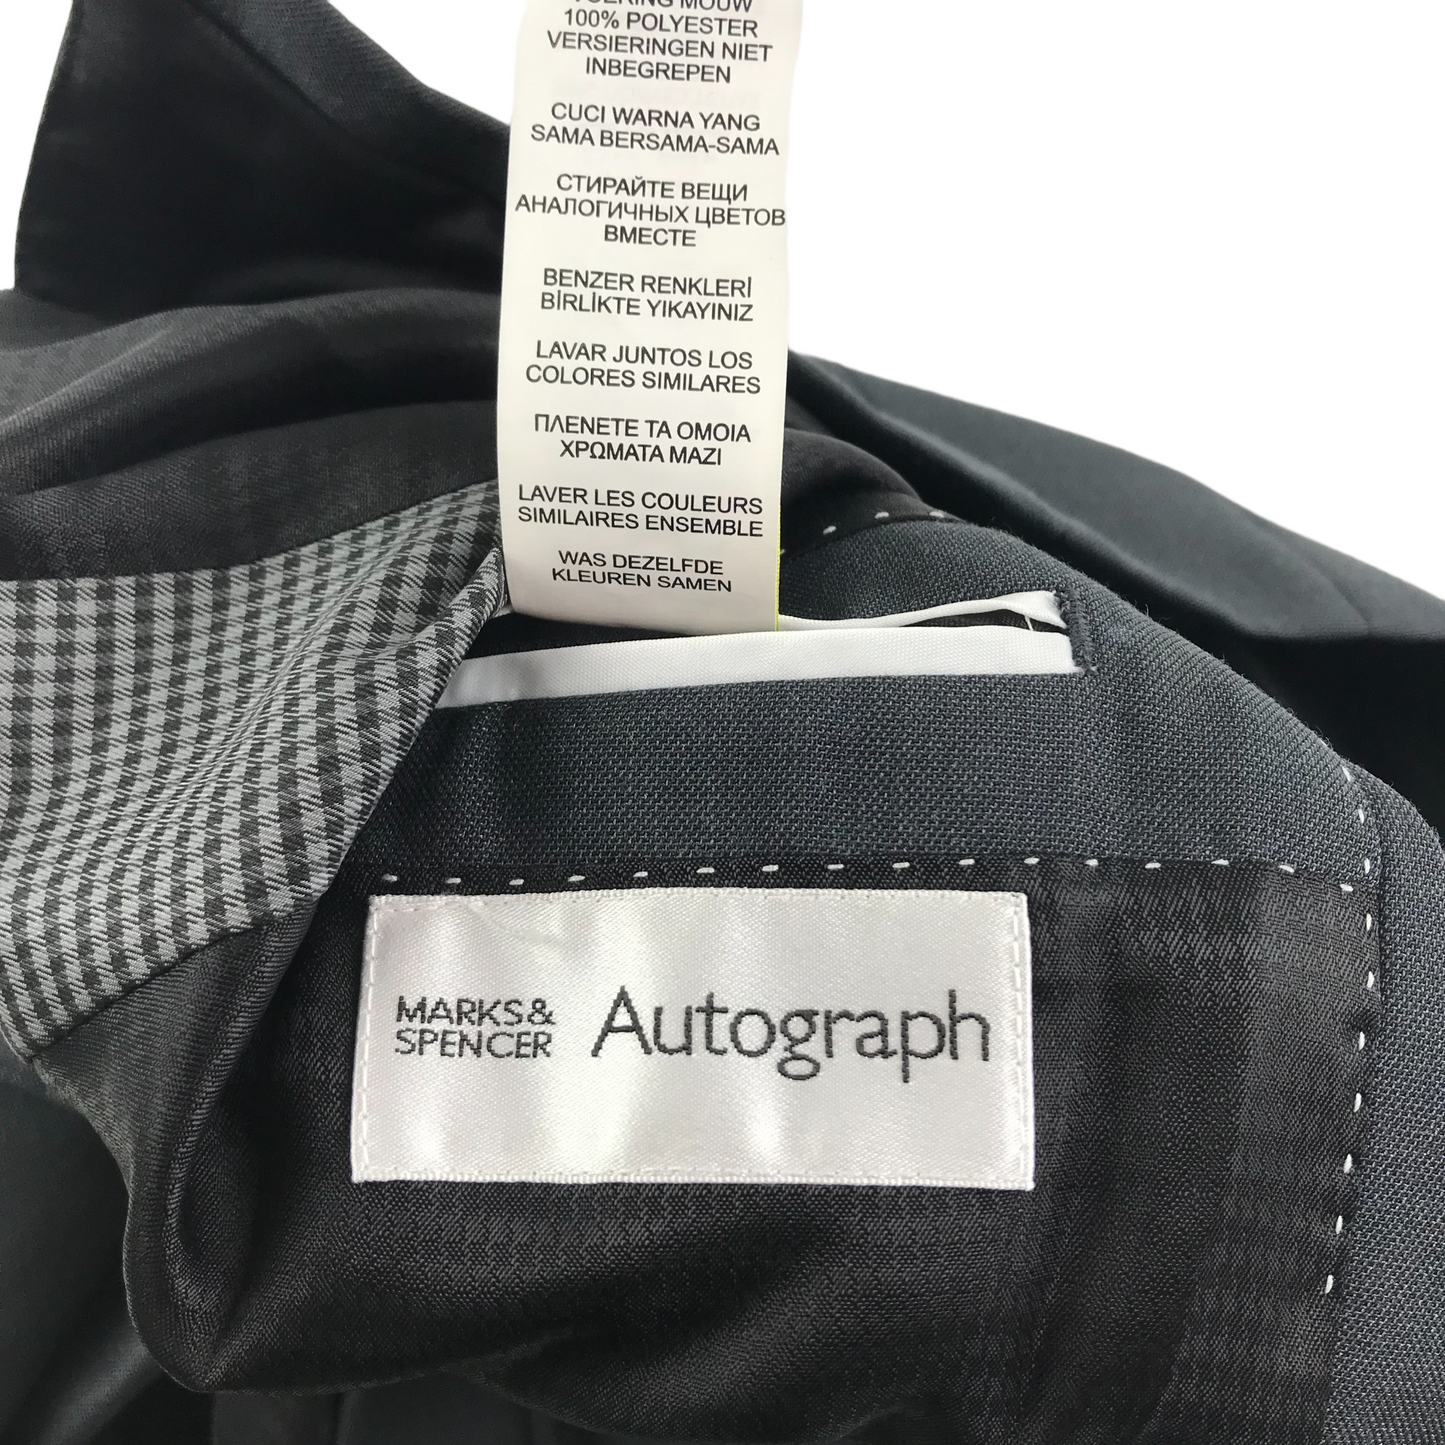 VOERING MOUW
100% POLYESTER
VERSIERINGEN NIET
INBEGREPEN
CUCI WARNA YANG
SAMA BERSAMA-SAMA
СТИРАЙТЕ ВЕЩИ
АНАЛОГИЧНЫХ ЦВЕТОВ
ВМЕСТЕ
BENZER RENKLERİ
BİRLİKTE YIKAYINIZ
LAVAR JUNTOS LOS
COLORES SIMILARES
ΠΛΕΝΕΤΕ ΤΑ ΟΜΟΙΑ
ΧΡΩΜΑΤΑ ΜΑΖΙ
LAVER LES COULEURS
SIMILAIRES ENSEMBLE
WAS DEZELFDE
KLEUREN SAMEN
MARKS&
SPENCER
Autograph